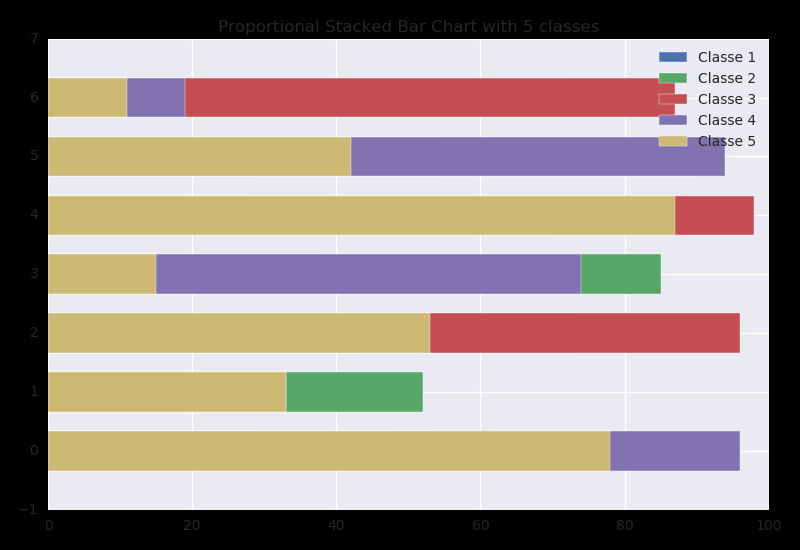 Proportional Stacked Bar Chart with 5 classes
7
6
5
4
3
2
1
0
−1
0 20 40 60 80 100
Classe 1
Classe 2
Classe 3
Classe 4
Classe 5